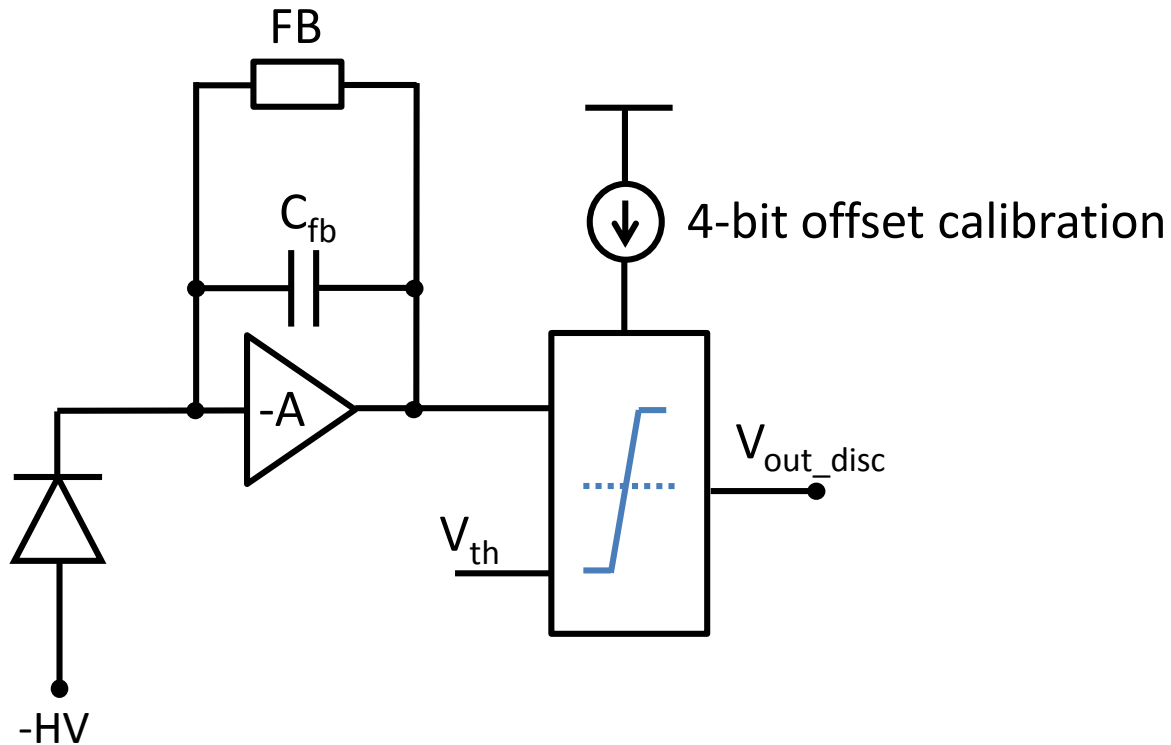 FB
C_fb
4-bit offset calibration
-A
V_out_disc
V_th
-HV